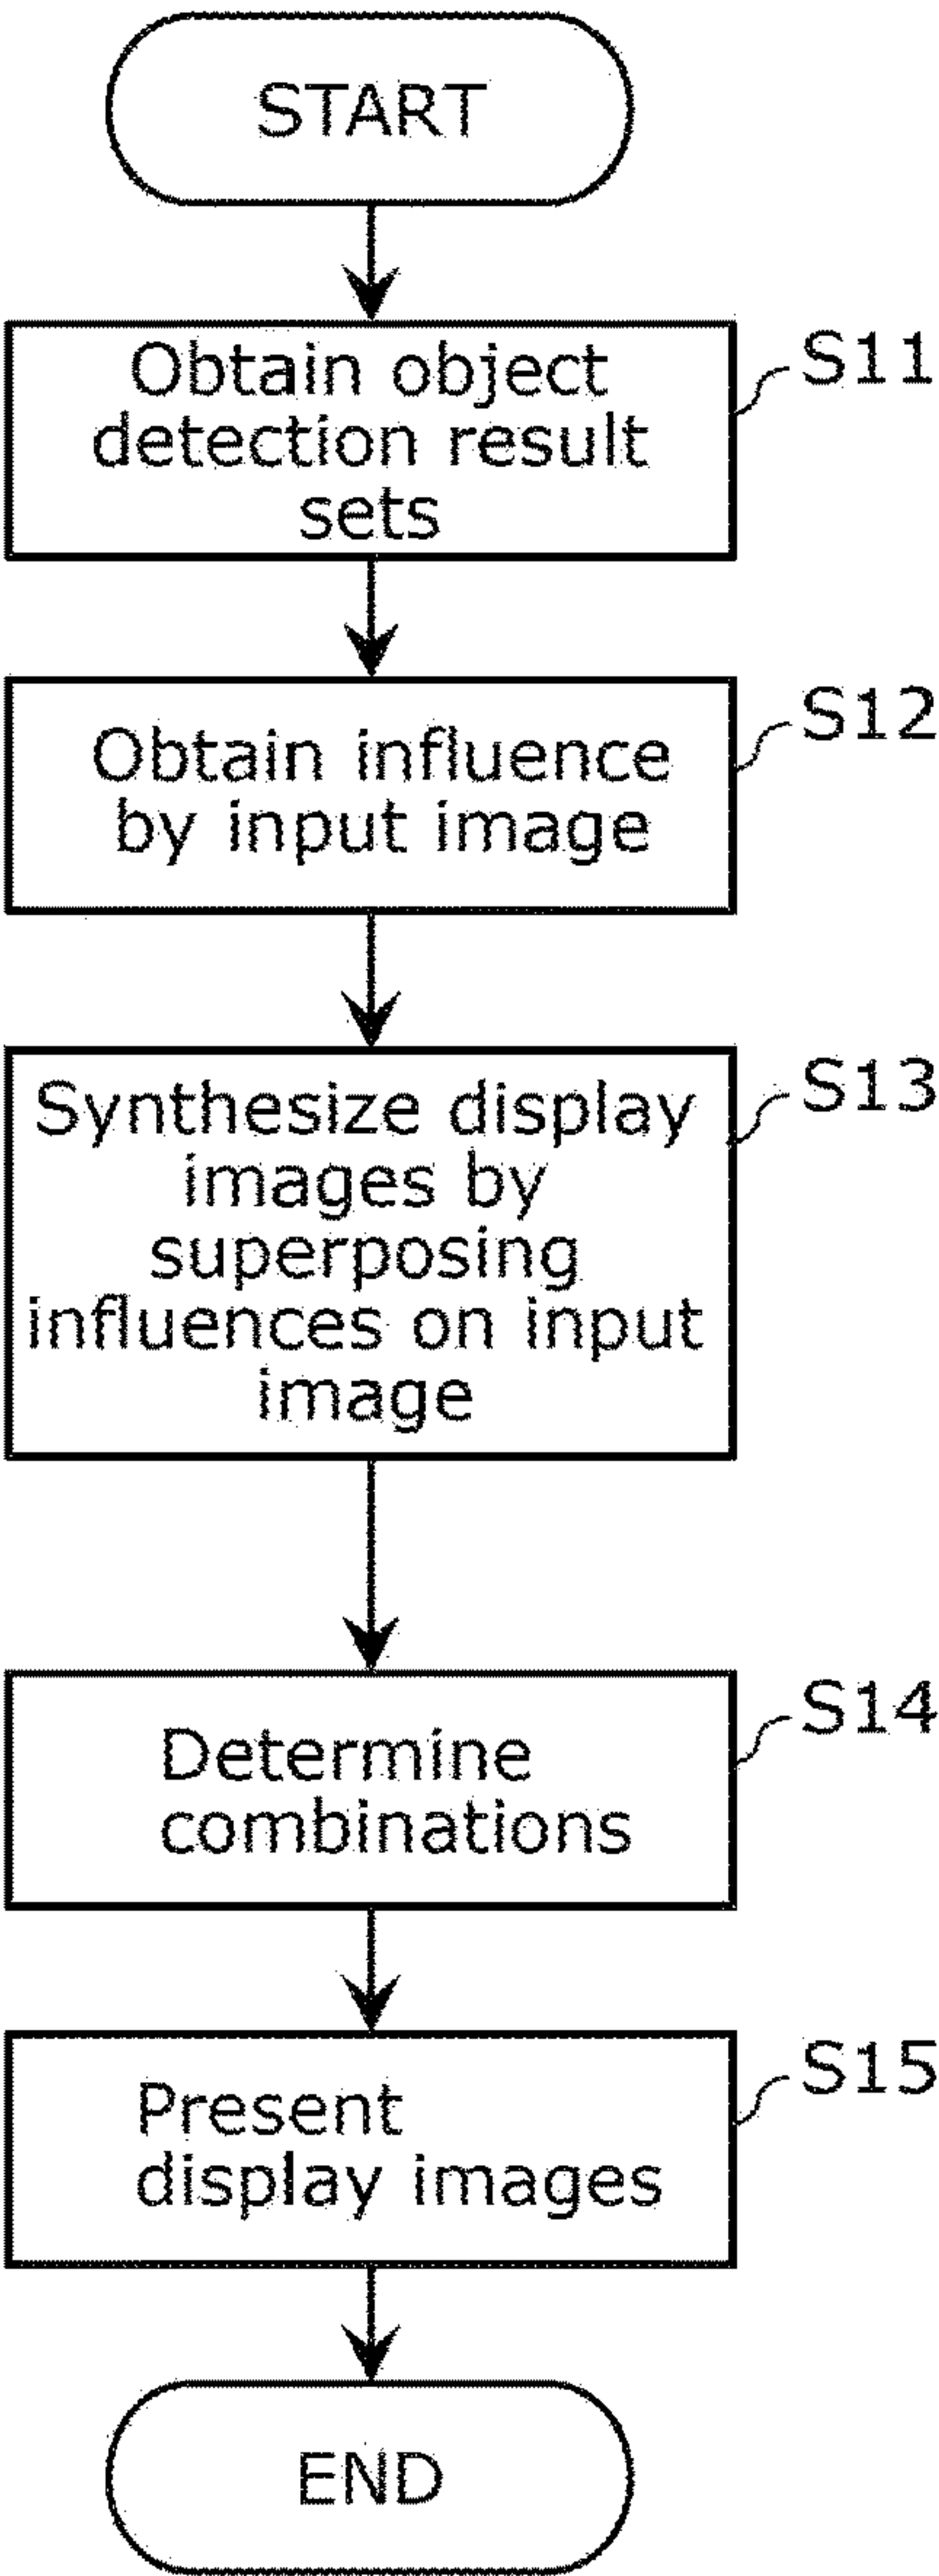 START
Obtain object
detection result
sets
S11
Obtain influence
by input image
S12
Synthesize display
images by
superposing
influences on input
image
S13
Determine
combinations
S14
Present
display images
S15
END